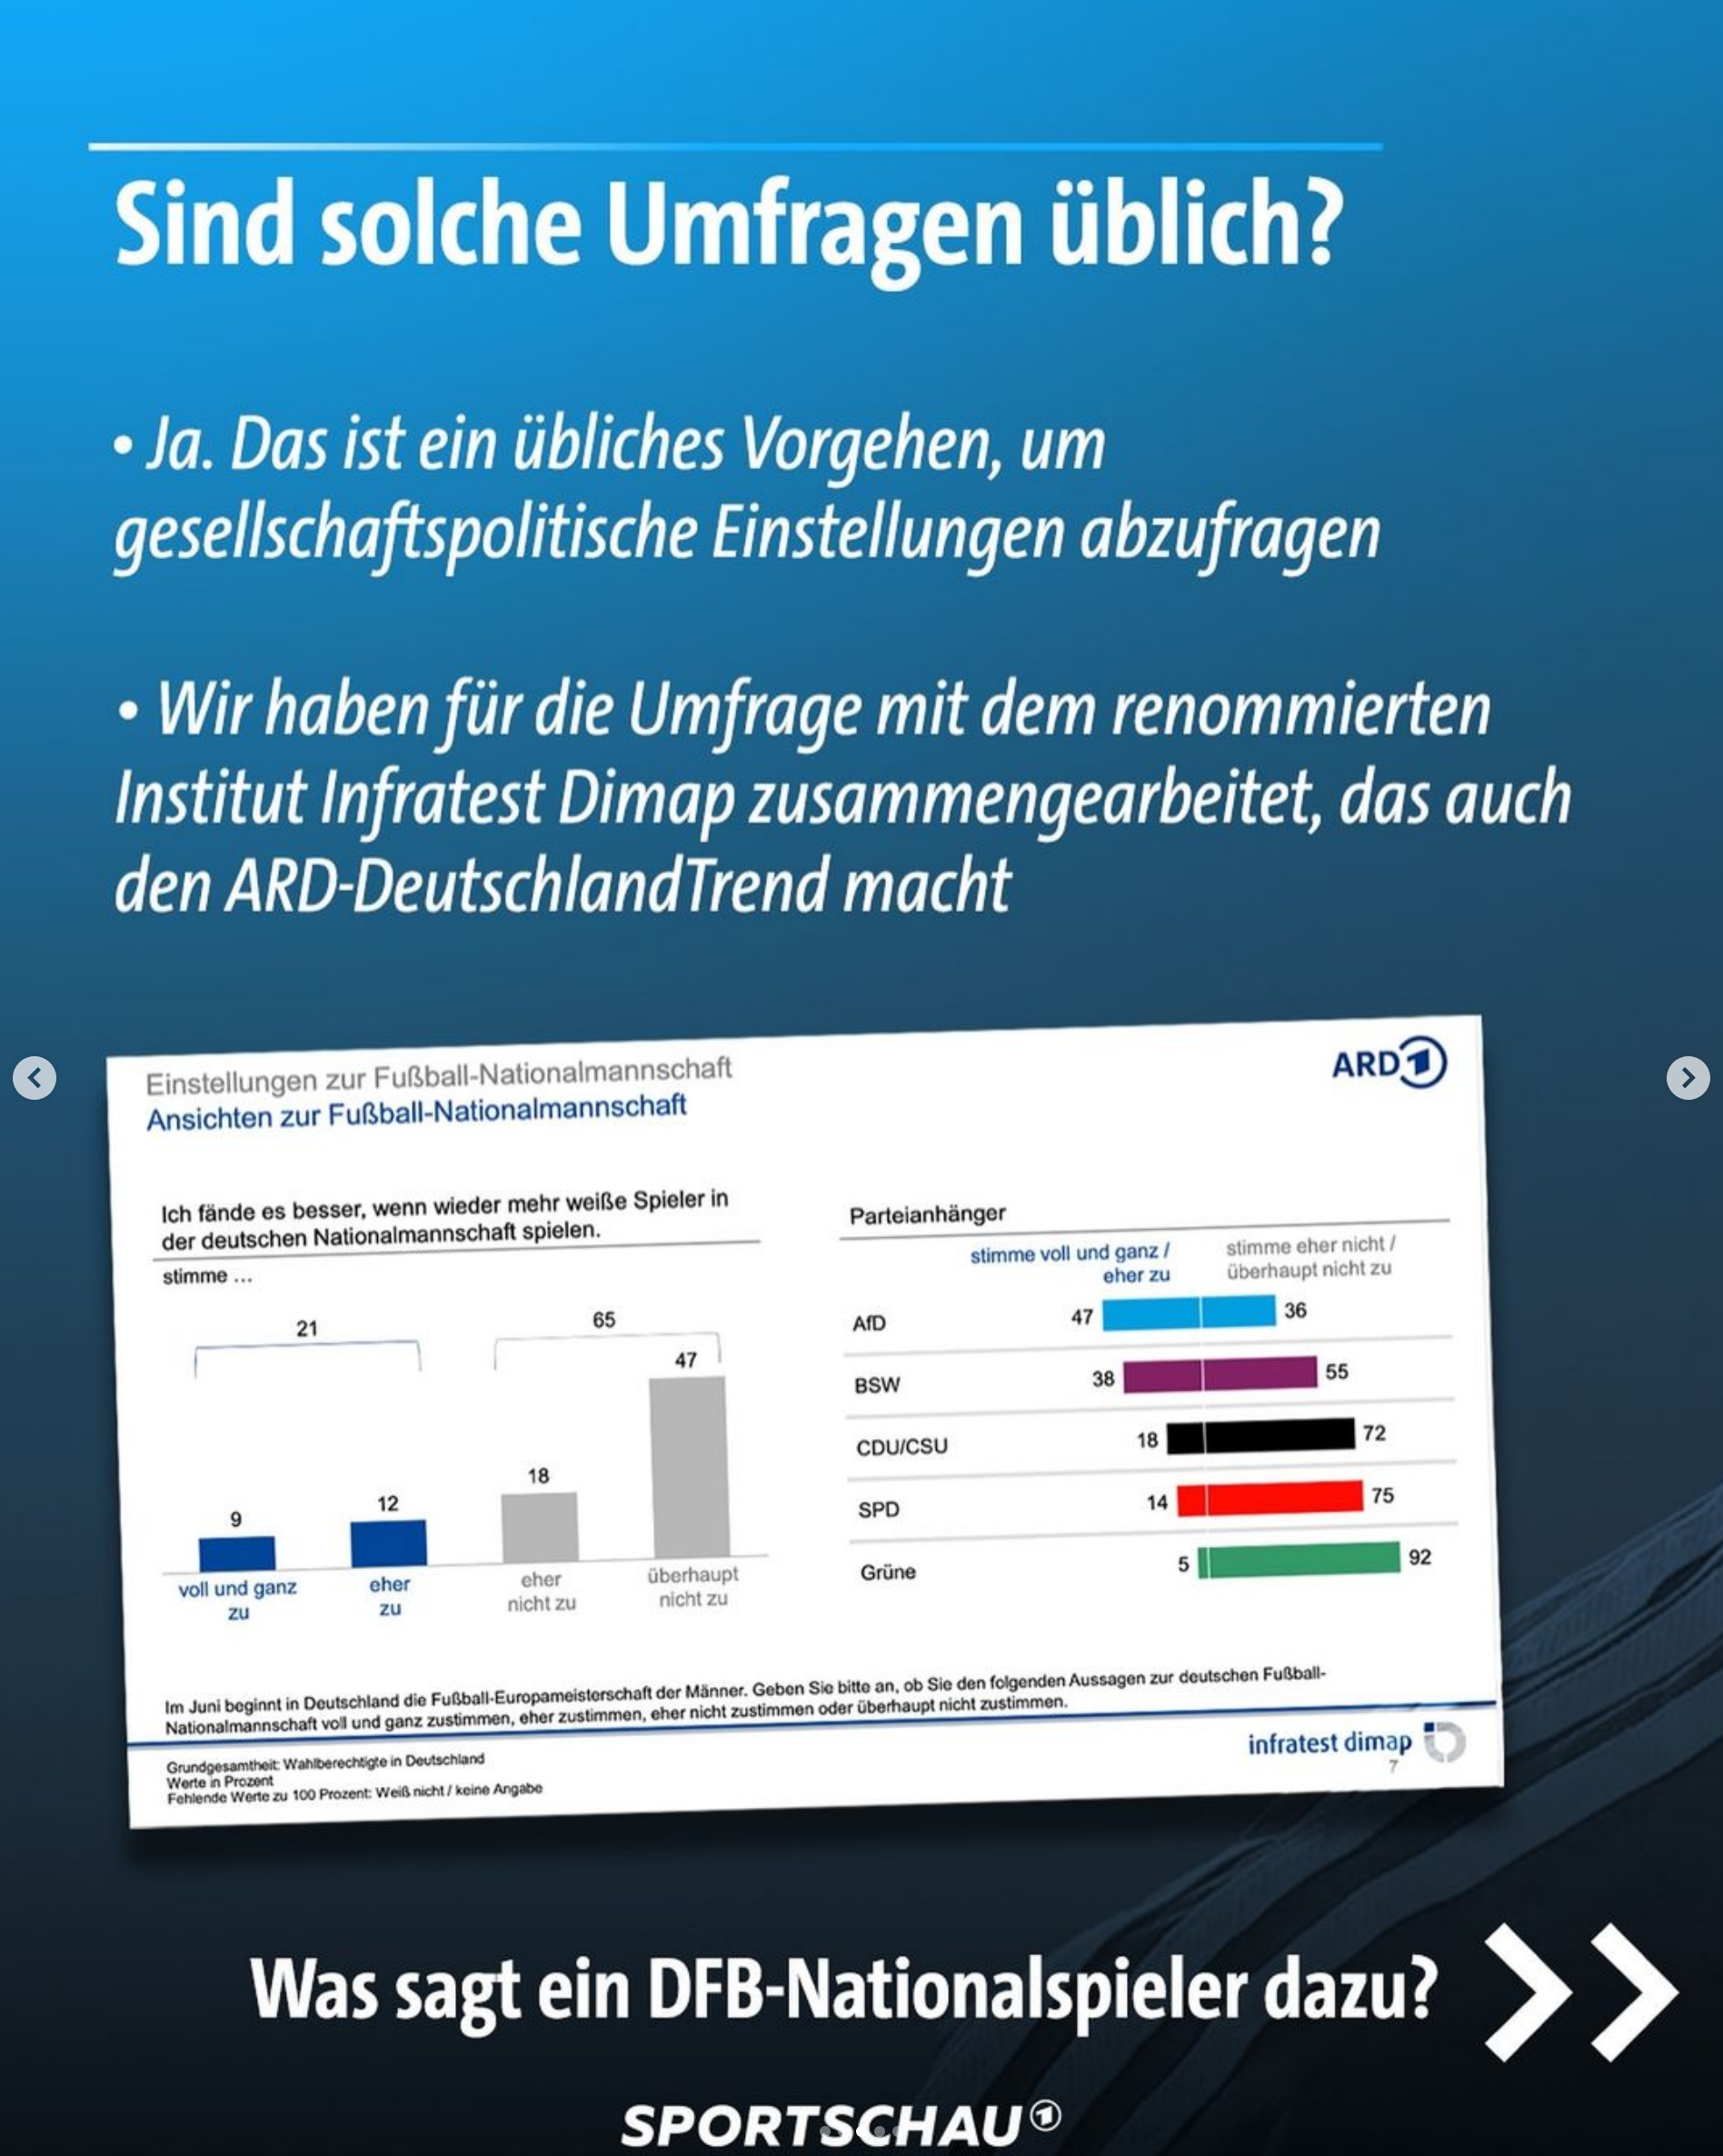 Sind solche Umfragen üblich?
• Ja. Das ist ein übliches Vorgehen, um
gesellschaftspolitische Einstellungen abzufragen
• Wir haben für die Umfrage mit dem renommierten
Institut Infratest Dimap zusammengearbeitet, das auch
den ARD-DeutschlandTrend macht
Einstellungen zur Fußball-Nationalmannschaft
Ansichten zur Fußball-Nationalmannschaft
ARD 1
Ich fände es besser, wenn wieder mehr weiße Spieler in
der deutschen Nationalmannschaft spielen.
stimme ...
21
65
9
12
18
47
voll und ganz
zu
eher
zu
eher
nicht zu
überhaupt
nicht zu
Parteianhänger
stimme voll und ganz /
eher zu
stimme eher nicht /
überhaupt nicht zu
AfD 47 36
BSW 38 55
CDU/CSU 18 72
SPD 14 75
Grüne 5 92
Im Juni beginnt in Deutschland die Fußball-Europameisterschaft der Männer. Geben Sie bitte an, ob Sie den folgenden Aussagen zur deutschen Fußball-
Nationalmannschaft voll und ganz zustimmen, eher zustimmen, eher nicht zustimmen oder überhaupt nicht zustimmen.
Grundgesamtheit: Wahlberechtigte in Deutschland
Werte in Prozent
Fehlende Werte zu 100 Prozent: Weiß nicht / keine Angabe
infratest dimap
7
Was sagt ein DFB-Nationalspieler dazu?
SPORTSCHAU 1